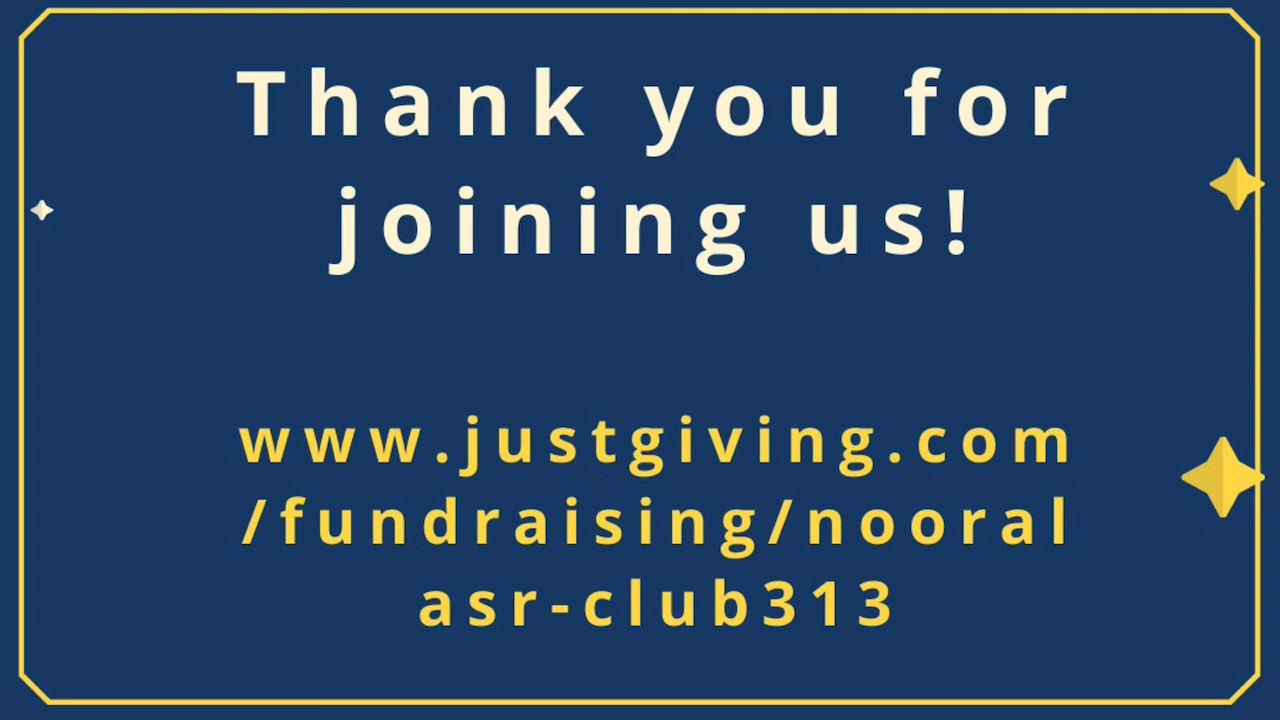 Thank you for
joining us!
www.justgiving.com
/fundraising/nooral
asr-club313